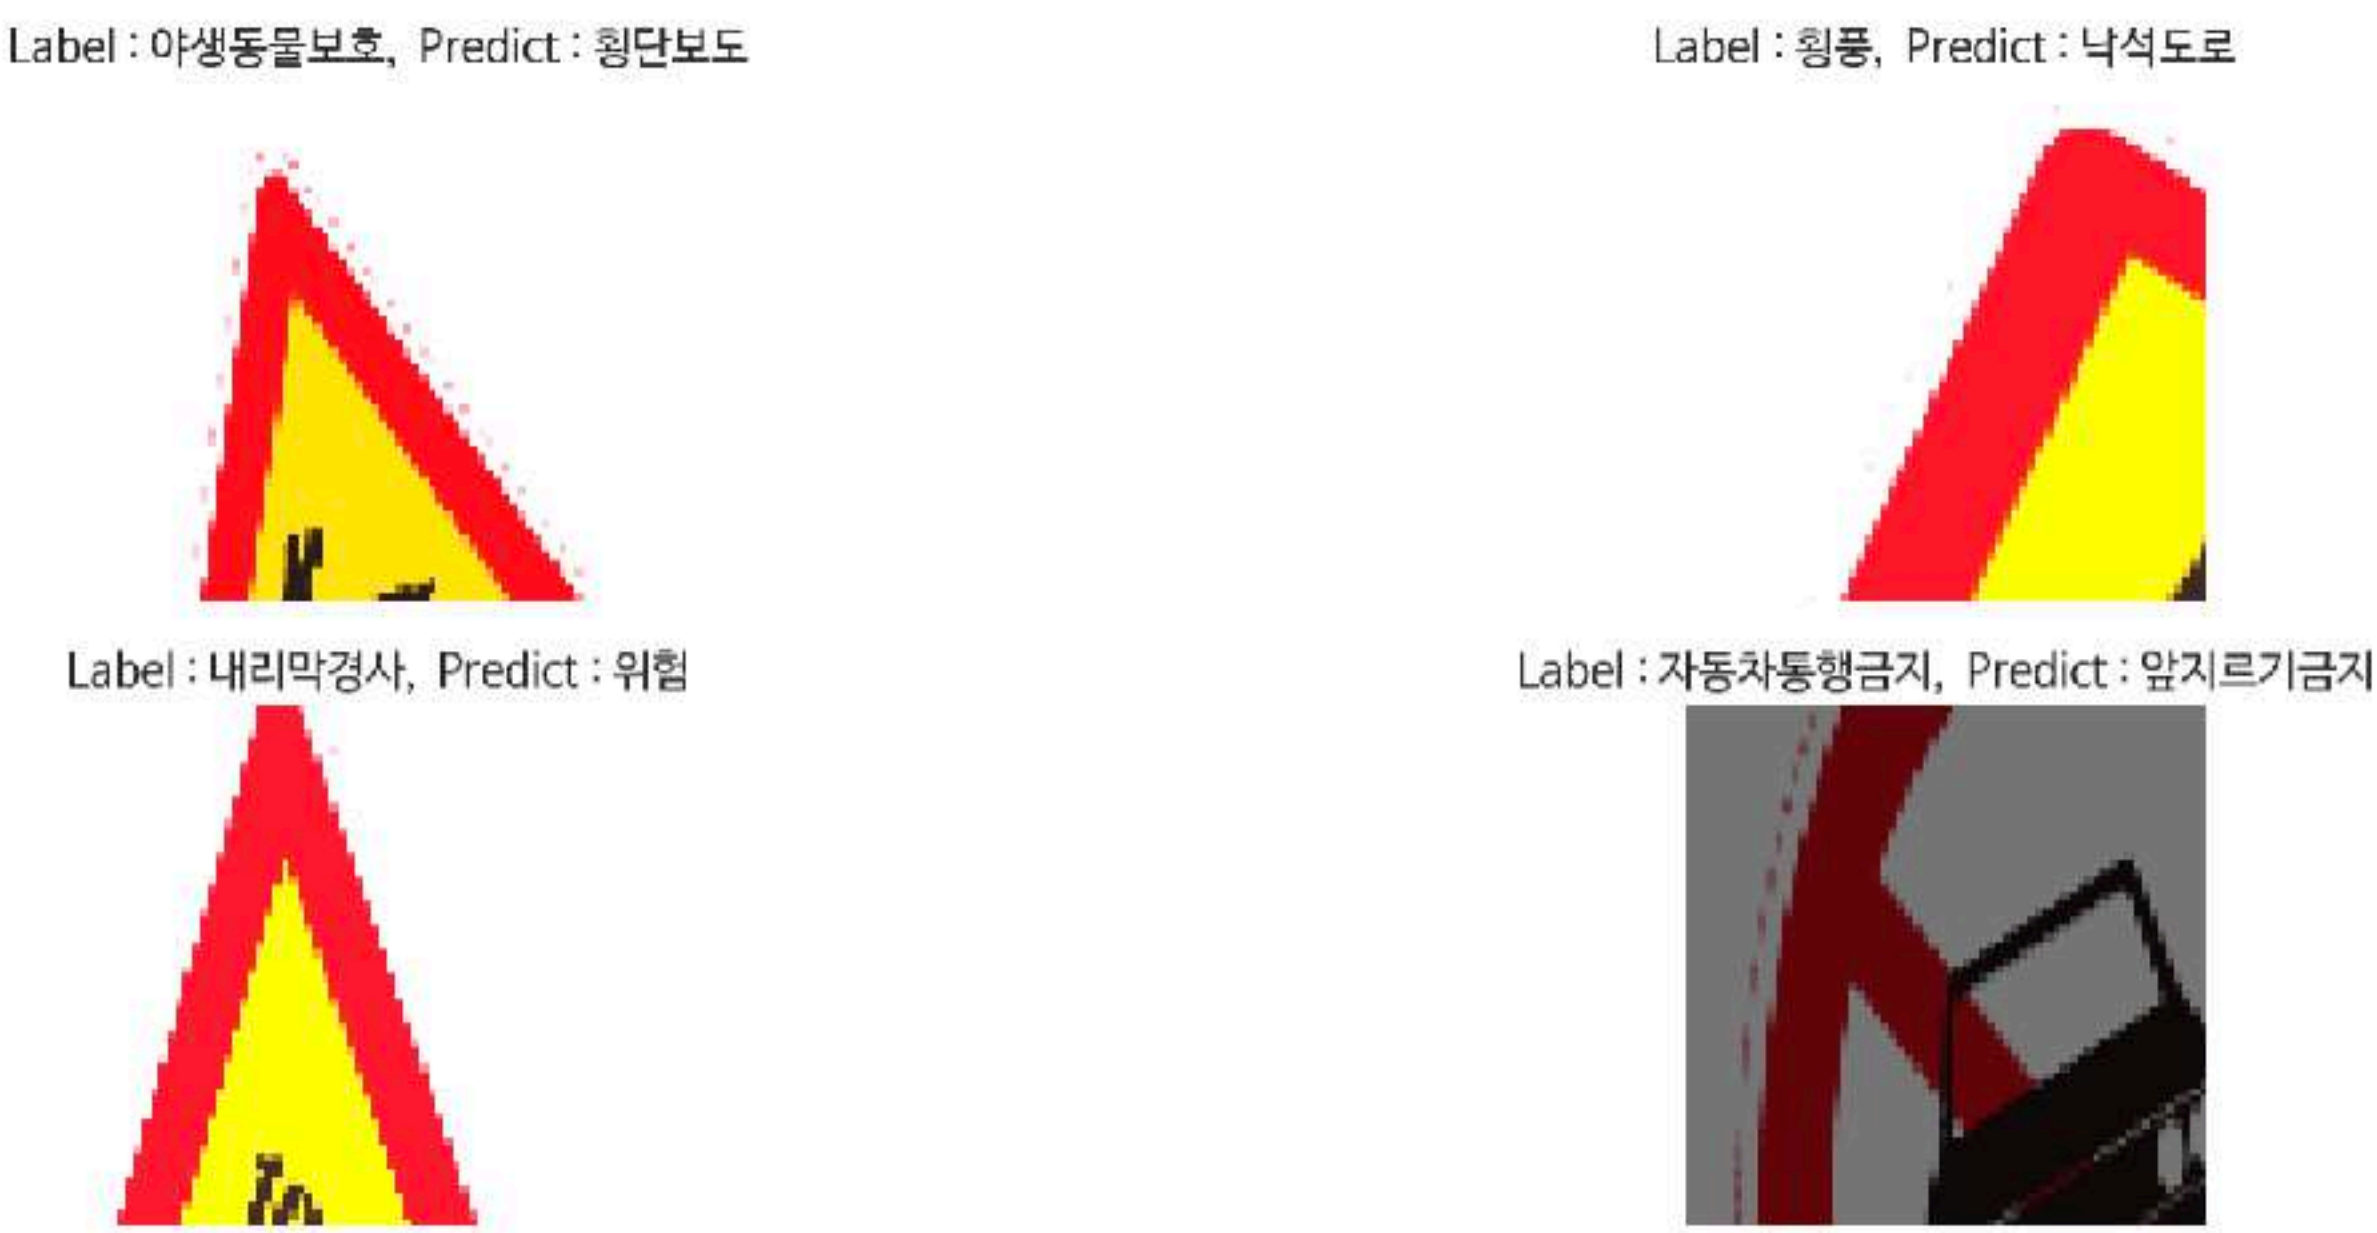 Label : 야생동물보호, Predict : 횡단보도
Label : 횡풍, Predict : 낙석도로
Label : 내리막경사, Predict : 위험
Label : 자동차통행금지, Predict : 앞지르기금지